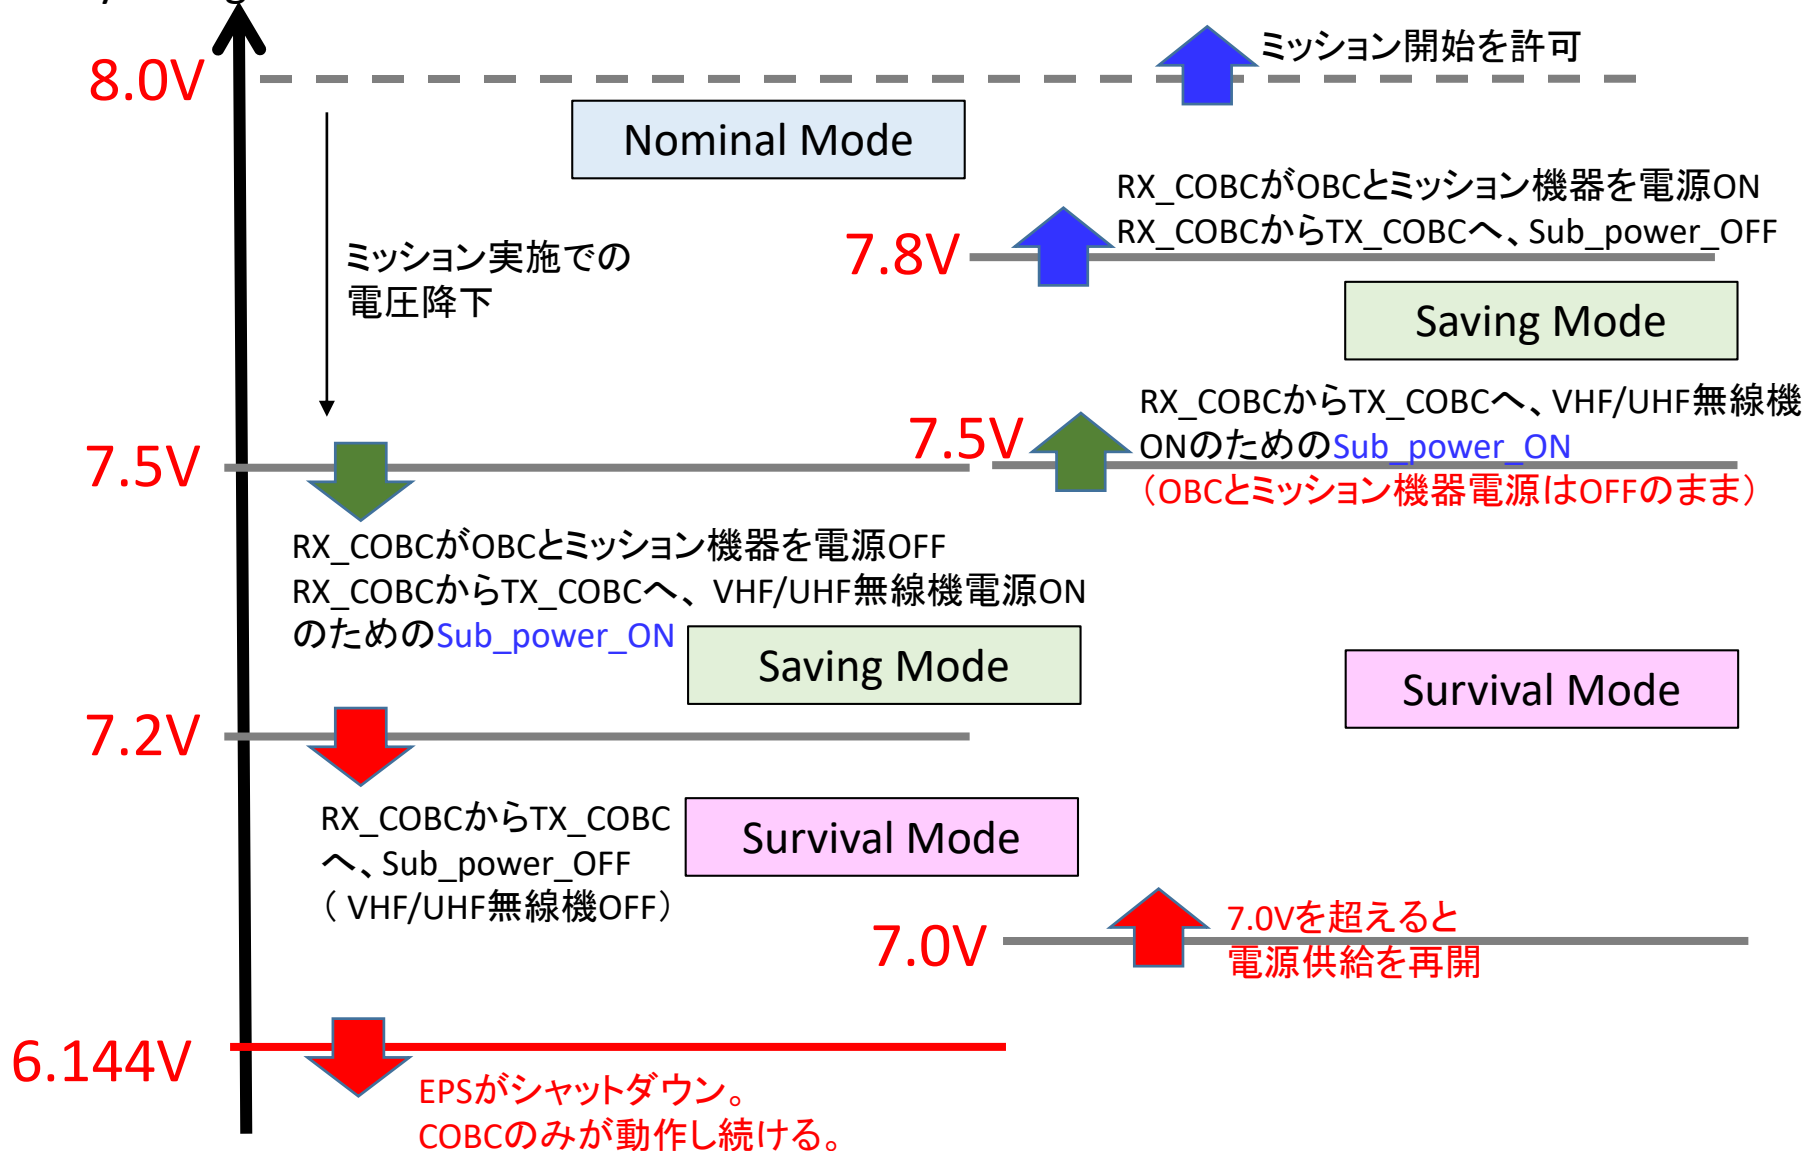 8.0V
ミッション開始を許可
Nominal Mode
RX_COBCがOBCとミッション機器を電源ON
RX_COBCからTX_COBCへ、Sub_power_OFF
7.8V
ミッション実施での
電圧降下
Saving Mode
RX_COBCからTX_COBCへ、VHF/UHF無線機
ONのためのSub_power_ON
（OBCとミッション機器電源はOFFのまま）
7.5V
7.5V
RX_COBCがOBCとミッション機器を電源OFF
RX_COBCからTX_COBCへ、VHF/UHF無線機電源ON
のためのSub_power_ON
Saving Mode
Survival Mode
7.2V
RX_COBCからTX_COBC
へ、Sub_power_OFF
（ VHF/UHF無線機OFF）
Survival Mode
7.0V
7.0Vを超えると
電源供給を再開
6.144V
EPSがシャットダウン。
COBCのみが動作し続ける。